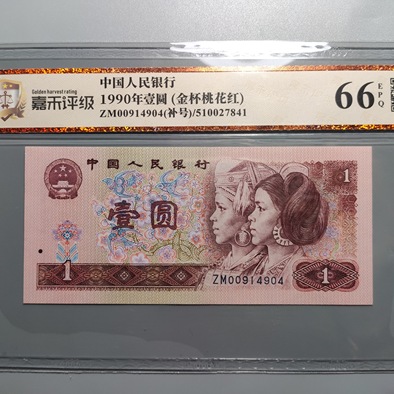 Golden harvest rating
嘉禾评级
中国人民银行
1990年壹圆 (金杯桃花红)
ZM00914904(补号)/510027841
66 EPQ
中国人民银行
壹圆
1
1
1
ZM00914904